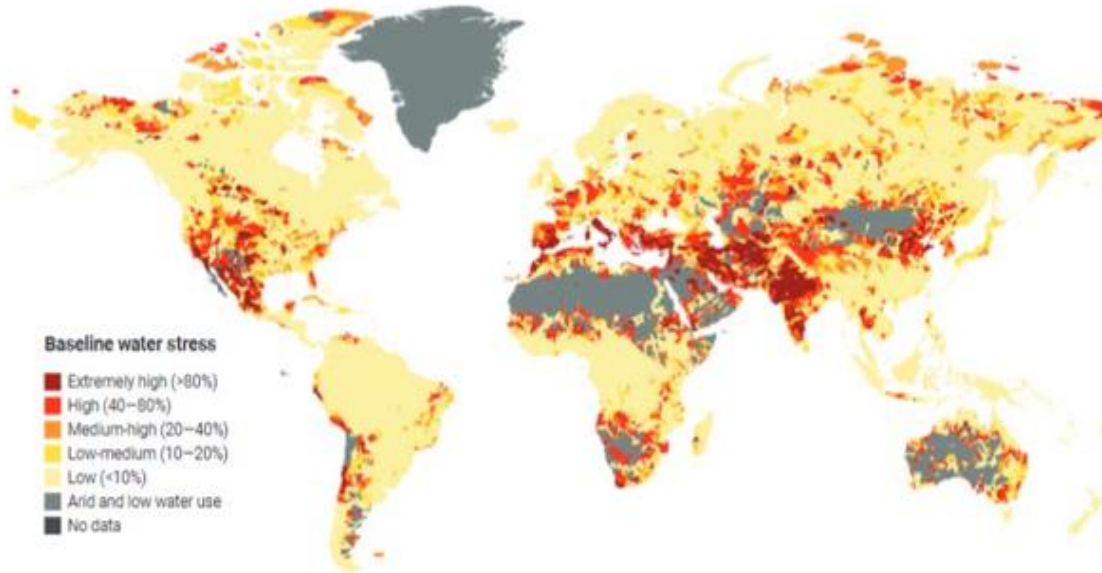 Baseline water stress
Extremely high (>80%)
High (40–80%)
Medium-high (20–40%)
Low-medium (10–20%)
Low (<10%)
Arid and low water use
No data